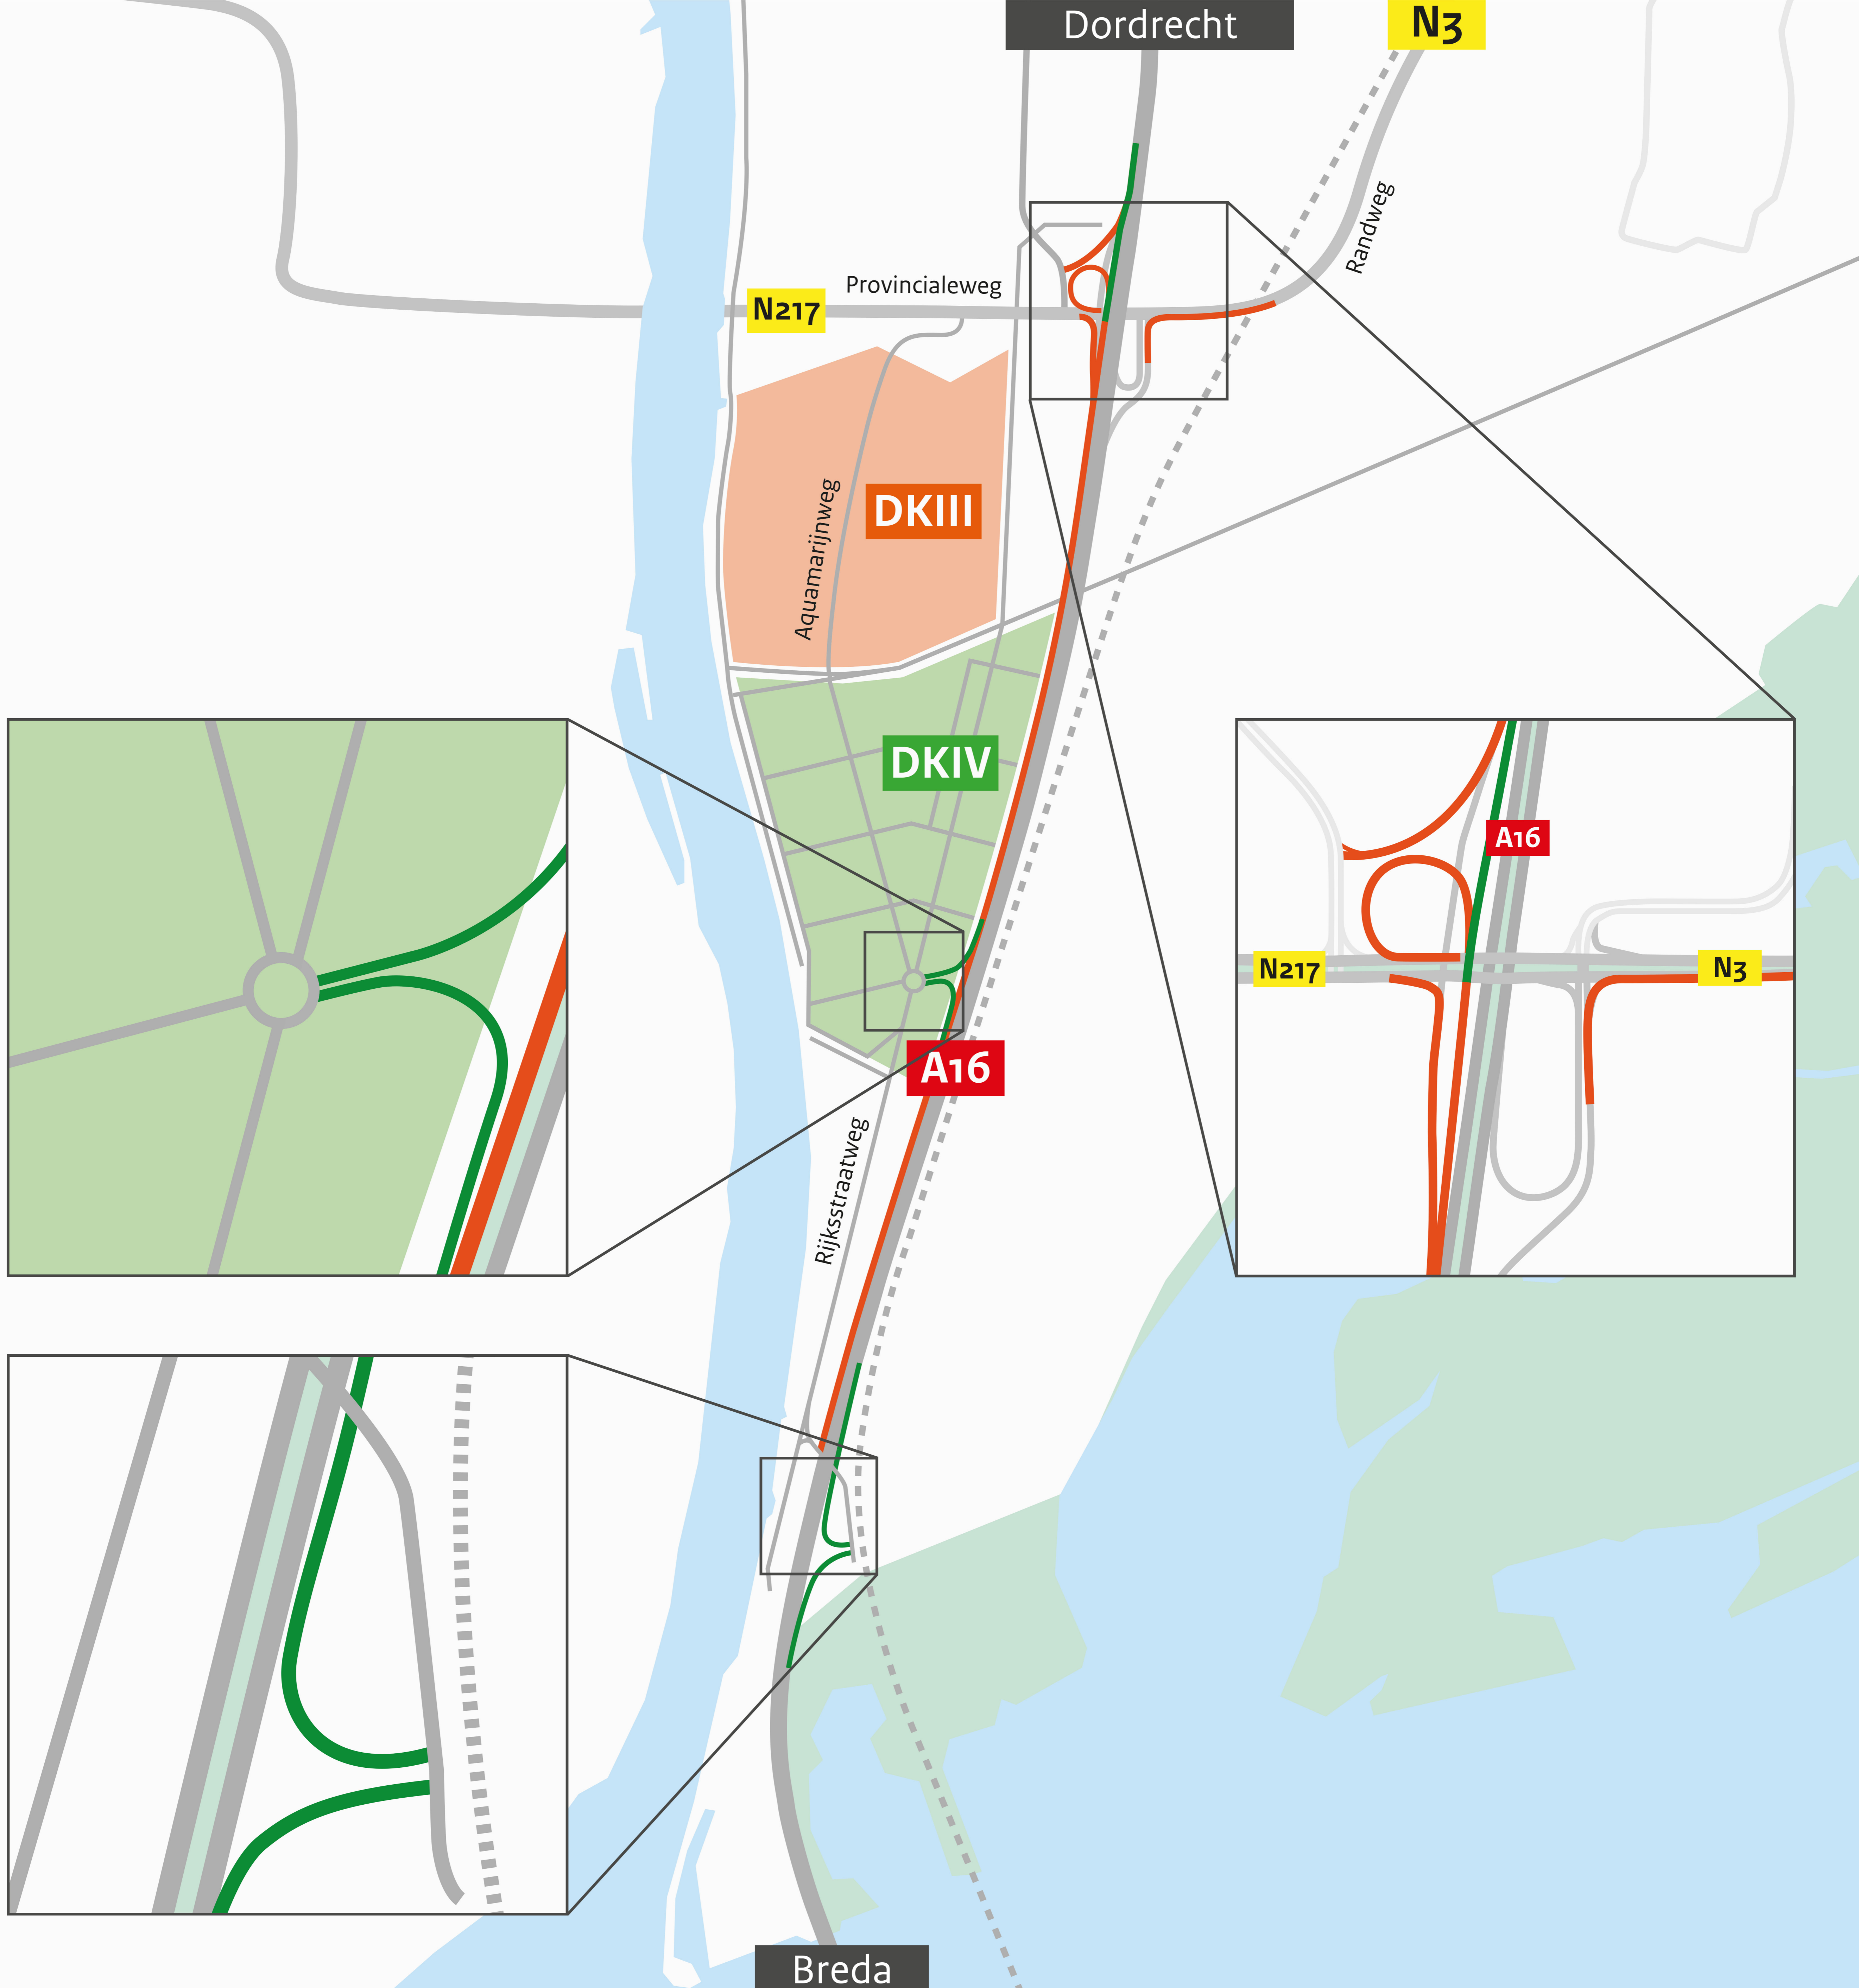 Dordrecht
N3
Randweg
Provincialeweg
N217
DKIII
Aquamarijnweg
DKIV
A16
N217
N3
A16
Rijksstraatweg
Breda